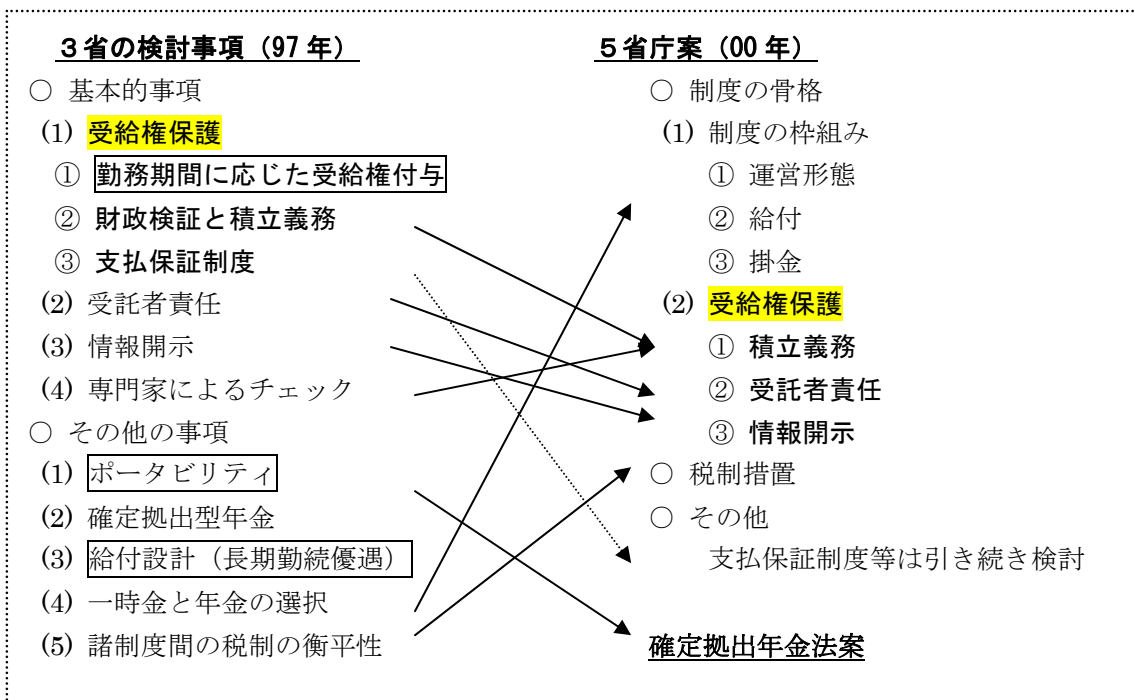 ３省の検討事項（97 年）
○ 基本的事項
(1) 受給権保護
① 勤務期間に応じた受給権付与
② 財政検証と積立義務
③ 支払保証制度
(2) 受託者責任
(3) 情報開示
(4) 専門家によるチェック
○ その他の事項
(1) ポータビリティ
(2) 確定拠出型年金
(3) 給付設計（長期勤続優遇）
(4) 一時金と年金の選択
(5) 諸制度間の税制の衡平性
５省庁案（00 年）
○ 制度の骨格
(1) 制度の枠組み
① 運営形態
② 給付
③ 掛金
(2) 受給権保護
① 積立義務
② 受託者責任
③ 情報開示
○ 税制措置
○ その他
支払保証制度等は引き続き検討
確定拠出年金法案